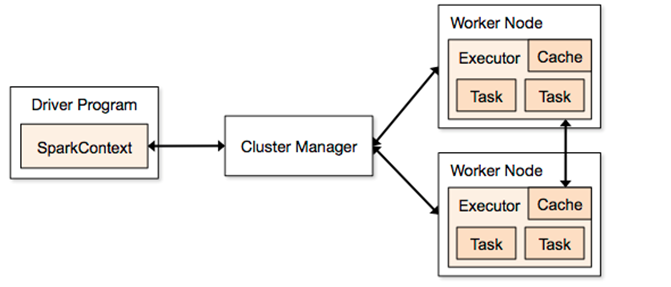 Driver Program
SparkContext
Cluster Manager
Worker Node
Executor
Cache
Task
Task
Worker Node
Executor
Cache
Task
Task